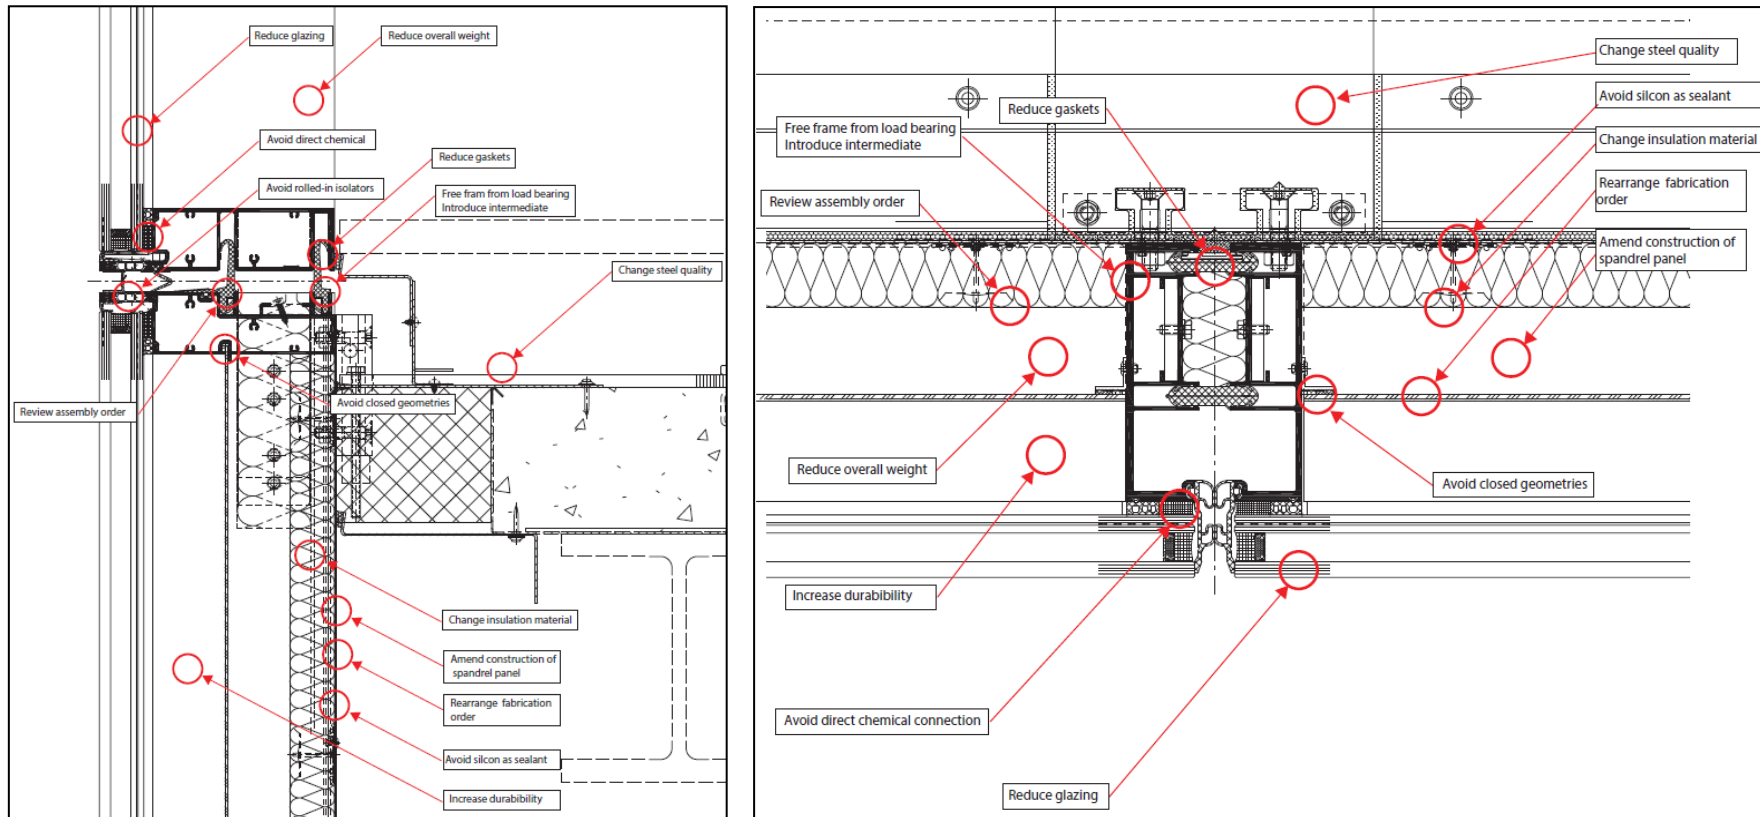 Reduce glazing
Reduce overall weight
Avoid direct chemical
Reduce gaskets
Avoid rolled-in isolators
Free fram from load bearing
Introduce intermediate
Change steel quality
Avoid closed geometries
Review assembly order
Change insulation material
Amend construction of
spandrel panel
Rearrange fabrication
order
Avoid silcon as sealant
Increase durabibility
Change steel quality
Avoid silcon as sealant
Reduce gaskets
Free frame from load bearing
Introduce intermediate
Change insulation material
Rearrange fabrication
order
Review assembly order
Amend construction of
spandrel panel
Reduce overall weight
Avoid closed geometries
Increase durabibility
Avoid direct chemical connection
Reduce glazing